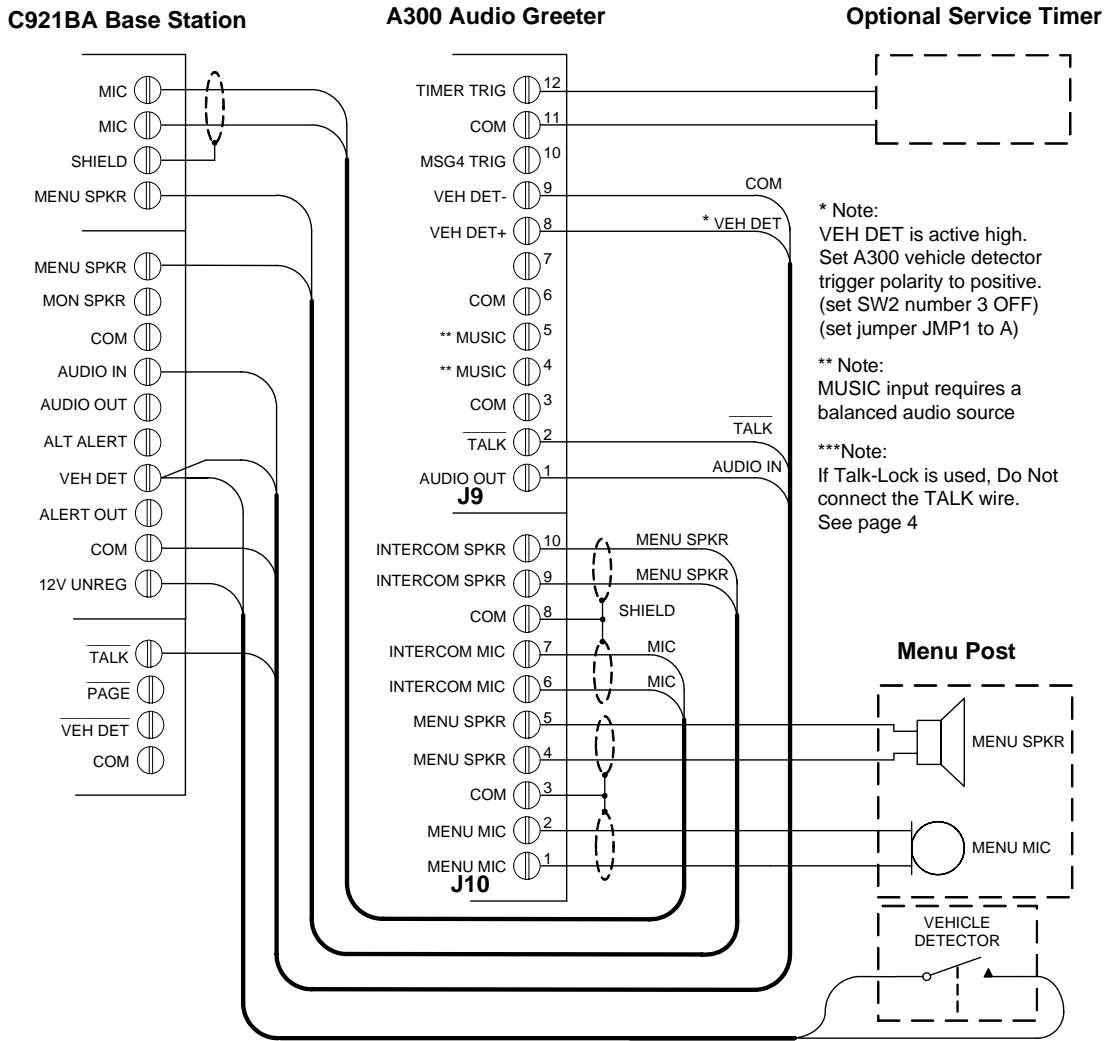 C921BA Base Station
A300 Audio Greeter
Optional Service Timer
MIC
MIC
SHIELD
MENU SPKR
MENU SPKR
MON SPKR
COM
AUDIO IN
AUDIO OUT
ALT ALERT
VEH DET
ALERT OUT
COM
12V UNREG
TALK
PAGE
VEH DET
COM
TIMER TRIG 12
COM 11
MSG4 TRIG 10
VEH DET- 9
VEH DET+ 8
7
COM 6
** MUSIC 5
** MUSIC 4
COM 3
TALK 2
AUDIO OUT 1
J9
COM
* VEH DET
TALK
AUDIO IN
INTERCOM SPKR 10 MENU SPKR
INTERCOM SPKR 9 MENU SPKR
COM 8 SHIELD
INTERCOM MIC 7 MIC
INTERCOM MIC 6 MIC
MENU SPKR 5
MENU SPKR 4
COM 3
MENU MIC 2
MENU MIC 1
J10
* Note:
VEH DET is active high.
Set A300 vehicle detector
trigger polarity to positive.
(set SW2 number 3 OFF)
(set jumper JMP1 to A)
** Note:
MUSIC input requires a
balanced audio source
***Note:
If Talk-Lock is used, Do Not
connect the TALK wire.
See page 4
Menu Post
MENU SPKR
MENU MIC
VEHICLE
DETECTOR